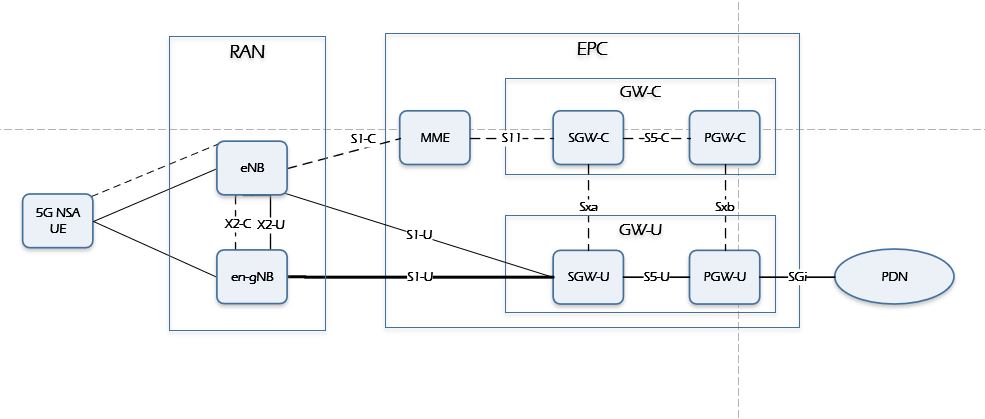 RAN
EPC
GW-C
S1-C
MME
S11
SGW-C
S5-C
PGW-C
eNB
5G NSA
UE
X2-C
X2-U
Sxa
Sxb
S1-U
GW-U
en-gNB
S1-U
SGW-U
S5-U
PGW-U
SGi
PDN